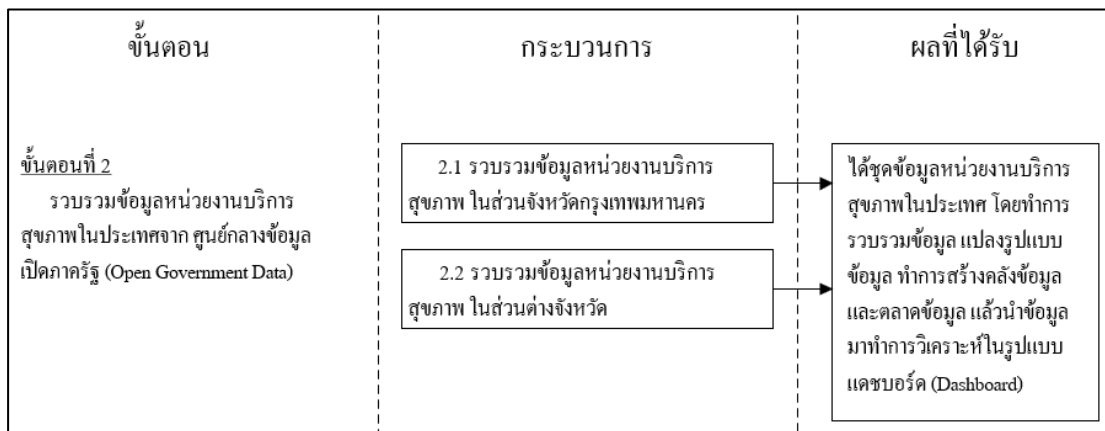 ขั้นตอน
กระบวนการ
ผลที่ได้รับ
ขั้นตอนที่ 2
รวบรวมข้อมูลหน่วยงานบริการ
สุขภาพในประเทศจาก ศูนย์กลางข้อมูล
เปิดภาครัฐ (Open Government Data)
2.1 รวบรวมข้อมูลหน่วยงานบริการ
สุขภาพ ในส่วนจังหวัดกรุงเทพมหานคร
2.2 รวบรวมข้อมูลหน่วยงานบริการ
สุขภาพ ในส่วนต่างจังหวัด
ได้ชุดข้อมูลหน่วยงานบริการ
สุขภาพในประเทศ โดยทำการ
รวบรวมข้อมูล แปลงรูปแบบ
ข้อมูล ทำการสร้างคลังข้อมูล
และตลาดข้อมูล แล้วนำข้อมูล
มาทำการวิเคราะห์ในรูปแบบ
แดชบอร์ด (Dashboard)